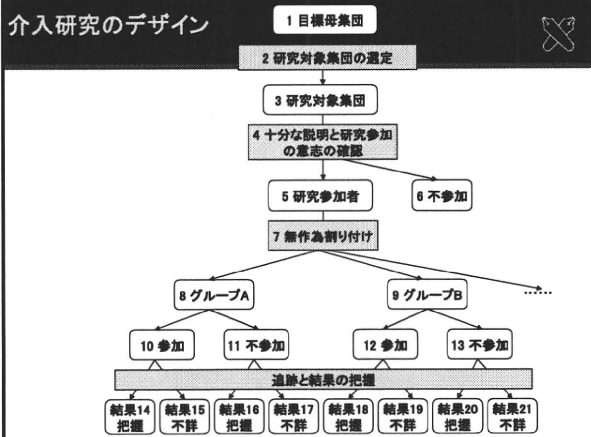 介入研究のデザイン
1 目標母集団
2 研究対象集団の選定
3 研究対象集団
4 十分な説明と研究参加
の意志の確認
5 研究参加者
6 不参加
7 無作為割り付け
8 グループA
9 グループB
......
10 参加
11 不参加
12 参加
13 不参加
追跡と結果の把握
結果14
把握
結果15
不詳
結果16
把握
結果17
不詳
結果18
把握
結果19
不詳
結果20
把握
結果21
不詳